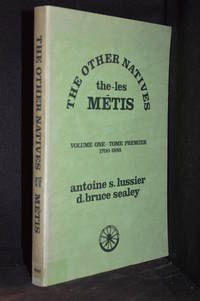 THE OTHER NATIVES
the-les
MÉTIS
VOLUME ONE - TOME PREMIER
1700-1885
antoine s. lussier
d. bruce sealey
THE OTHER NATIVES
MÉTIS